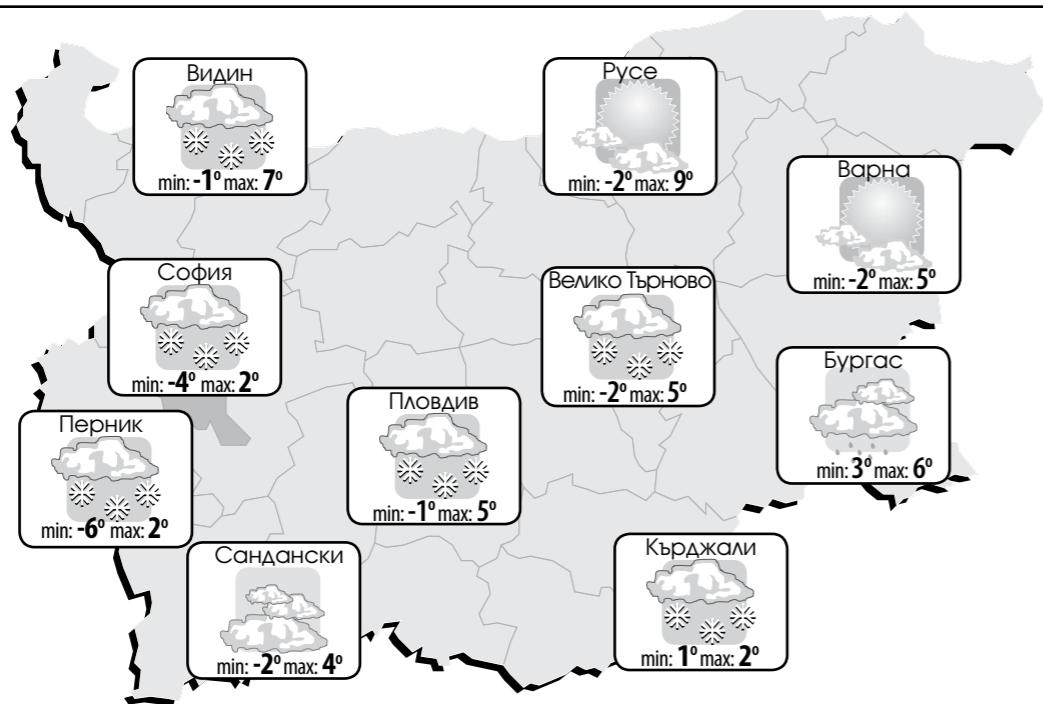 Видин
min: -1° max: 7°
Русе
min: -2° max: 9°
Варна
min: -2° max: 5°
София
min: -4° max: 2°
Велико Търново
min: -2° max: 5°
Бургас
min: 3° max: 6°
Пловдив
min: -1° max: 5°
Перник
min: -6° max: 2°
Сандански
min: -2° max: 4°
Кърджали
min: 1° max: 2°